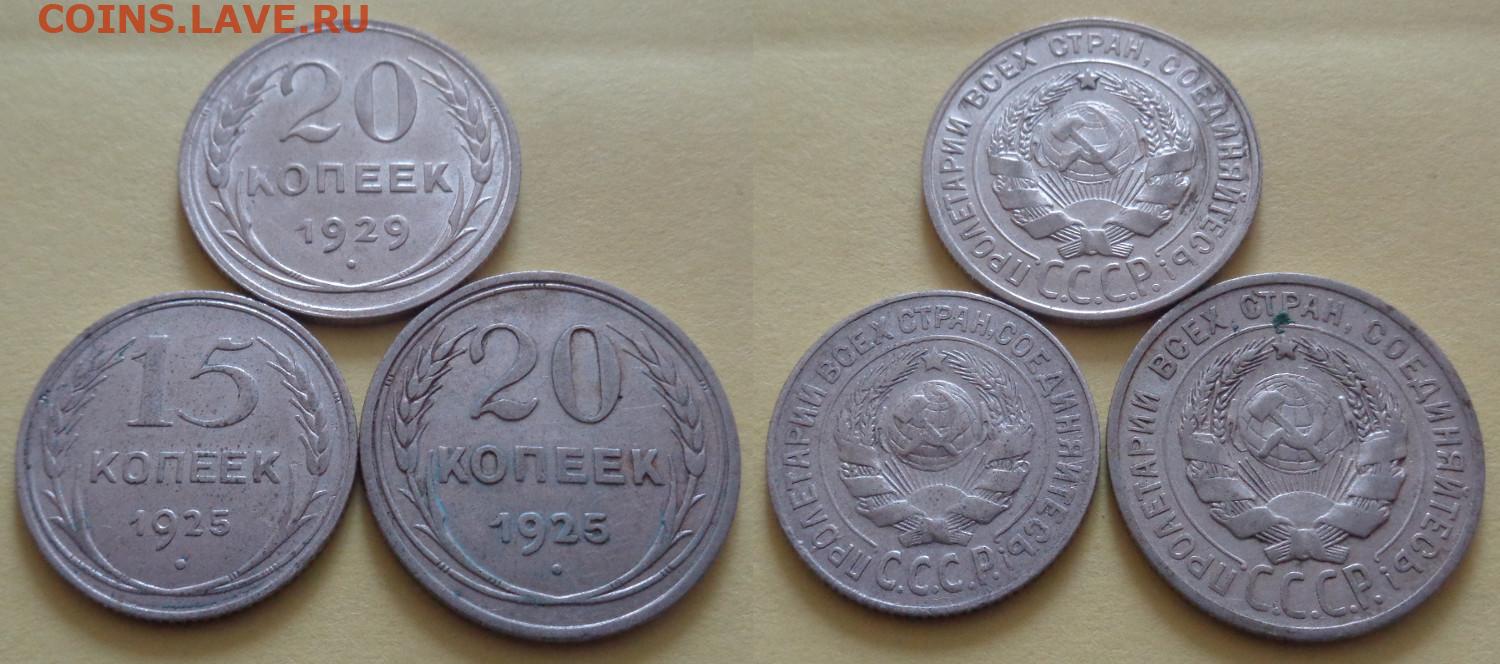 COINS.LAVE.RU
20
КОПЕЕК
1929
15
КОПЕЕК
1925
20
КОПЕЕК
1925
ПРОЛЕТАРИИ ВСЕХ СТРАН, СОЕДИНЯЙТЕСЬ!
С.С.С.Р.
ПРОЛЕТАРИИ ВСЕХ СТРАН, СОЕДИНЯЙТЕСЬ!
С.С.С.Р.
ПРОЛЕТАРИИ ВСЕХ СТРАН, СОЕДИНЯЙТЕСЬ!
С.С.С.Р.